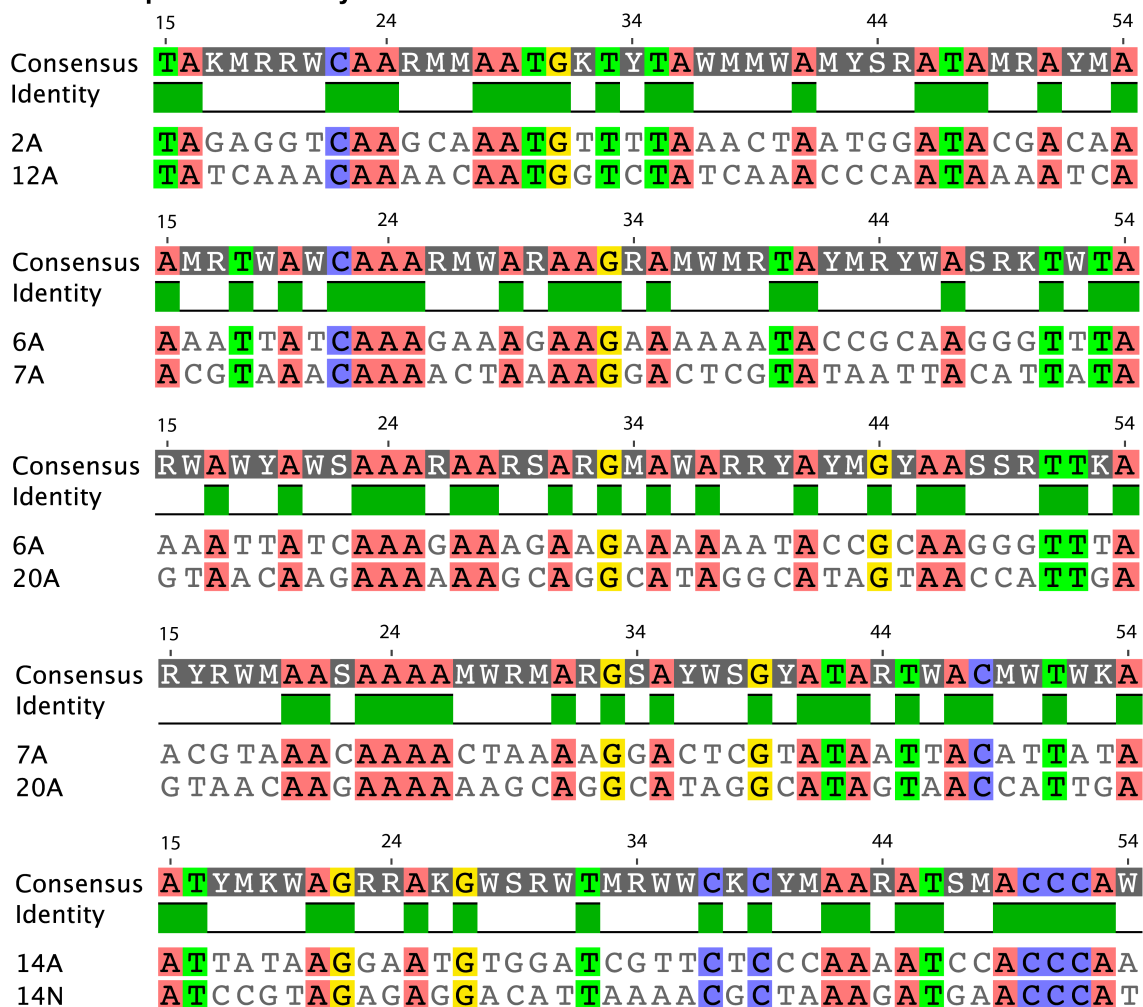 15 24 34 44 54
Consensus TAKMRRWCAARMMAATGKTYTAWMMWAMYSRATAMRAYMA
Identity
2A TAGAGGTCAAGCAAATGTTTTAAACTAATGGATACGACAA
12A TATCAAACAAAACAATGGTCTATCAAACCCAATAAAATCA
15 24 34 44 54
Consensus AMRTWAWCAAARMWARAAGRAMWMRTAYMRYWASRKTWTA
Identity
6A AAATTATCAAAGAAAGAAGAAAAAATACCGCAAGGGTTTA
7A ACGTAAACAAAACTAAAAGGACTCGTATAATTACATTATA
15 24 34 44 54
Consensus RWAWYAWSAAARAARSARGMAWARRYAYMGYAASSRTTKA
Identity
6A AAATTATCAAAGAAAGAAGAAAAAATACCGCAAGGGTTTA
20A GTAACAAGAAAAAAGCAGGCATAGGCATAGTAACCATTGA
15 24 34 44 54
Consensus RYRWMAASAAAAMWRMARGSAYWSGYATARTWACMWTWKA
Identity
7A ACGTAAACAAAACTAAAAGGACTCGTATAATTACATTATA
20A GTAACAAGAAAAAAGCAGGCATAGGCATAGTAACCATTGA
15 24 34 44 54
Consensus ATYMKWAGRRAKGWSRWTMRWWCKCYMAARATSMACCCAW
Identity
14A ATTATAAGGAATGTGGATCGTTCTCCCAAAATCCACCCAA
14N ATCCGTAGAGAGGACATTAAAACGCTAAAGATGAACCCAT